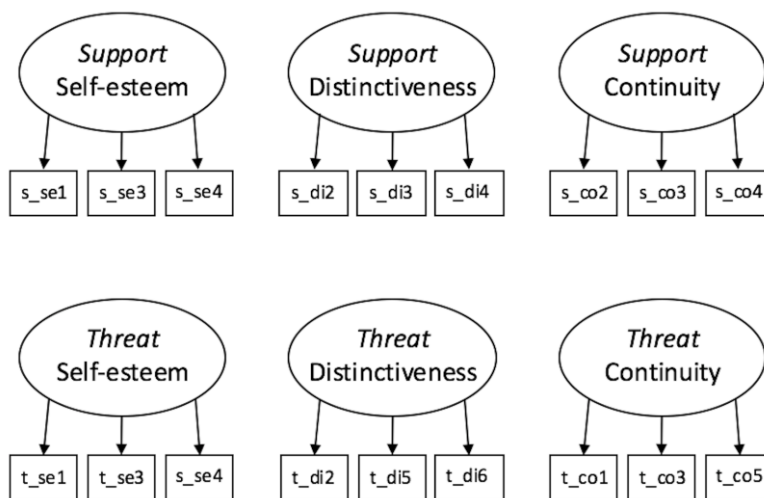 Support Support Support
Self-esteem Distinctiveness Continuity
s_se1 s_se3 s_se4 s_di2 s_di3 s_di4 s_co2 s_co3 s_co4
Threat Threat Threat
Self-esteem Distinctiveness Continuity
t_se1 t_se3 s_se4 t_di2 t_di5 t_di6 t_co1 t_co3 t_co5